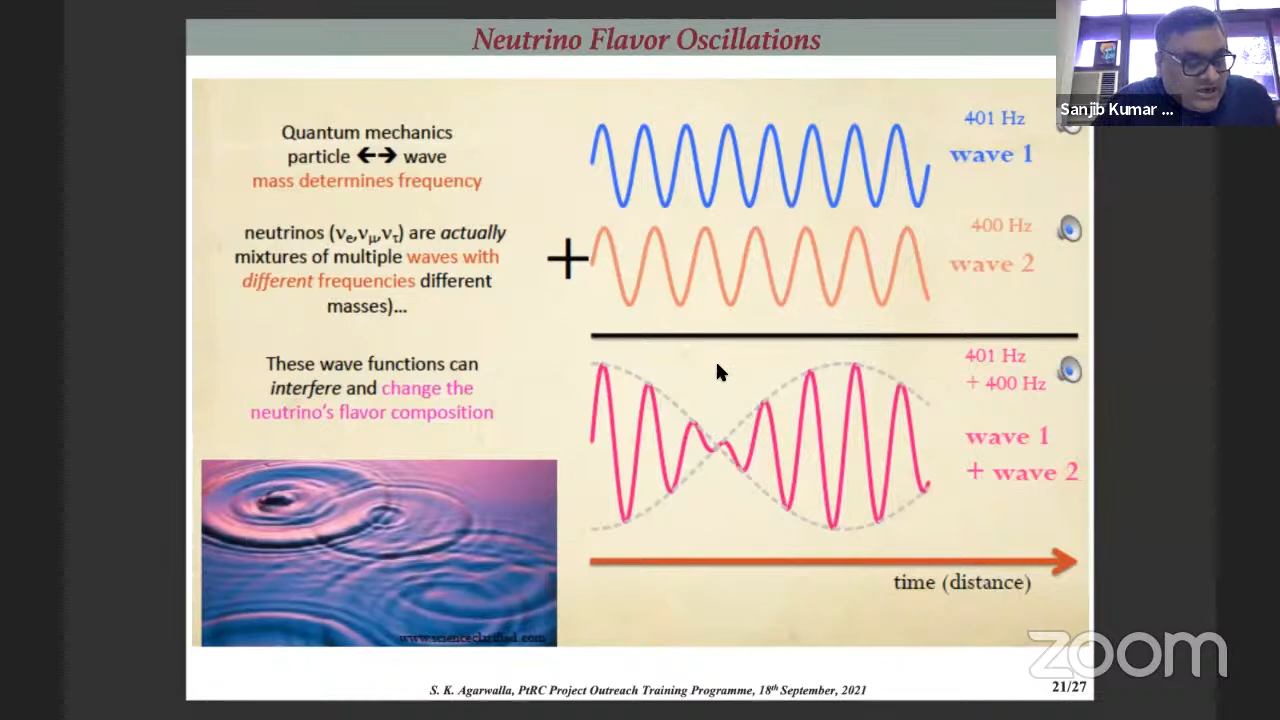 Neutrino Flavor Oscillations
Sanjib Kumar ...
Quantum mechanics
particle ←→ wave
mass determines frequency
neutrinos (νe,νμ,ντ) are actually
mixtures of multiple waves with
different frequencies different
masses)...
These wave functions can
interfere and change the
neutrino's flavor composition
www.scienceclarified.com
401 Hz
wave 1
+
400 Hz
wave 2
401 Hz
+ 400 Hz
wave 1
+ wave 2
time (distance)
zoom
S. K. Agarwalla, PtRC Project Outreach Training Programme, 18th September, 2021
21/27